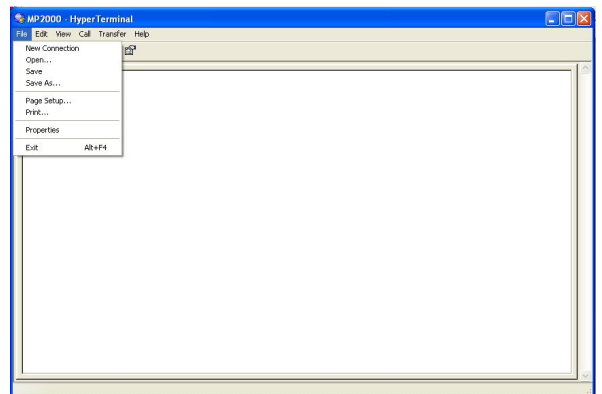 MP2000 - HyperTerminal
File Edit View Call Transfer Help
New Connection
Open...
Save
Save As...
Page Setup...
Print...
Properties
Exit Alt+F4